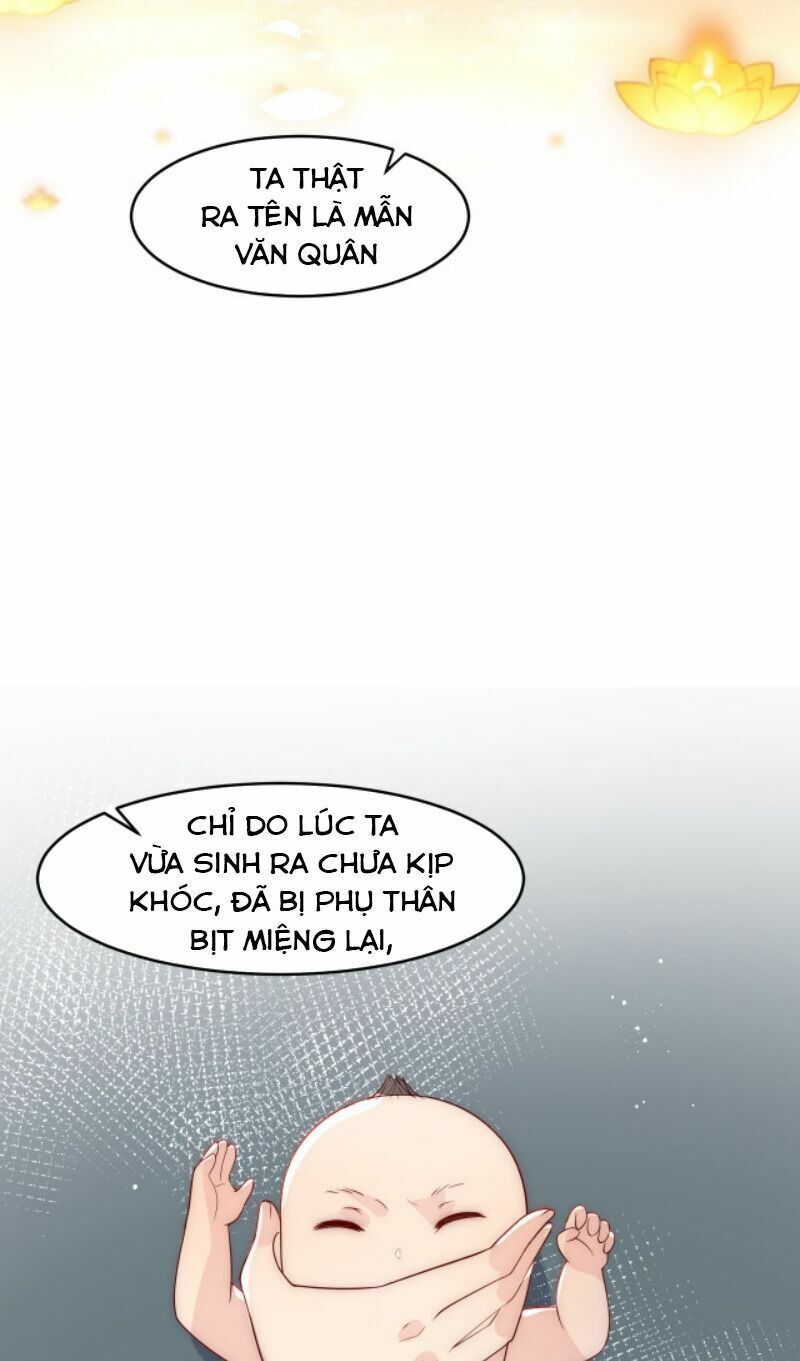 TA THẬT
RA TÊN LÀ MẪN
VĂN QUÂN
CHỈ DO LÚC TA
VỪA SINH RA CHƯA KỊP
KHÓC, ĐÃ BỊ PHỤ THÂN
BỊT MIỆNG LẠI,